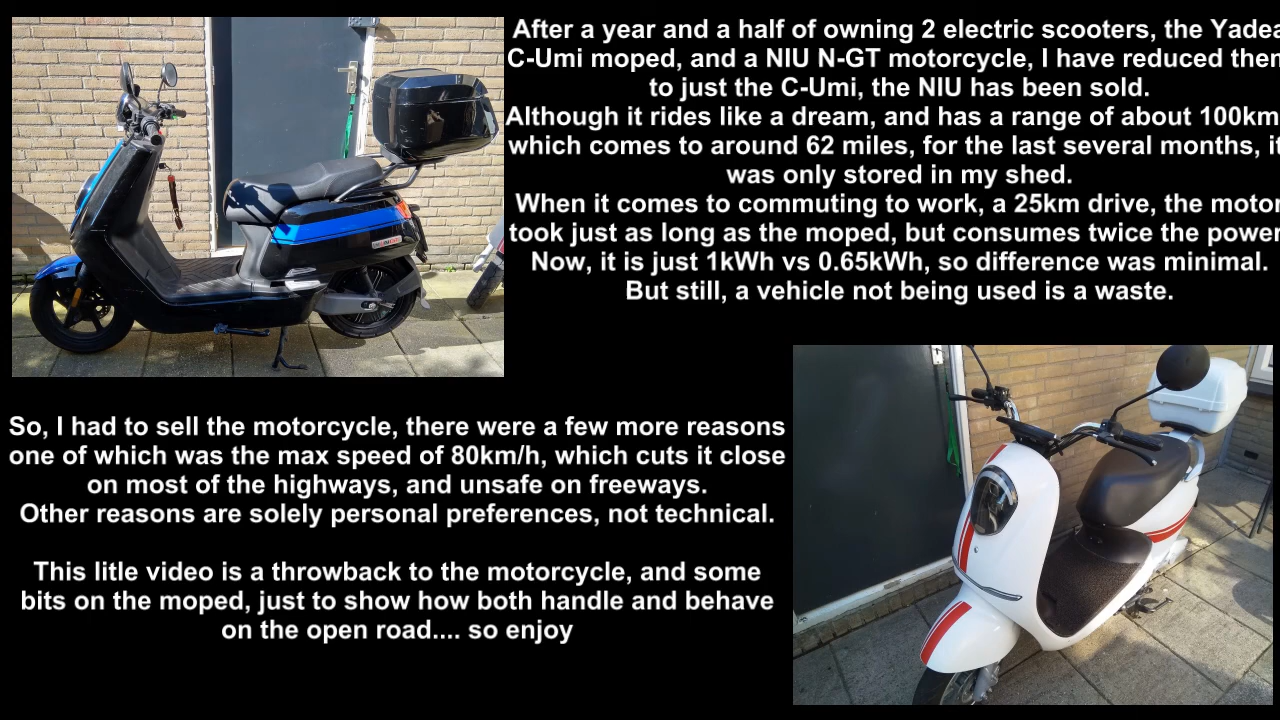 After a year and a half of owning 2 electric scooters, the Yadea
C-Umi moped, and a NIU N-GT motorcycle, I have reduced them
to just the C-Umi, the NIU has been sold.
Although it rides like a dream, and has a range of about 100km
which comes to around 62 miles, for the last several months, it
was only stored in my shed.
When it comes to commuting to work, a 25km drive, the motor
took just as long as the moped, but consumes twice the power
Now, it is just 1kWh vs 0.65kWh, so difference was minimal.
But still, a vehicle not being used is a waste.
So, I had to sell the motorcycle, there were a few more reasons
one of which was the max speed of 80km/h, which cuts it close
on most of the highways, and unsafe on freeways.
Other reasons are solely personal preferences, not technical.
This litle video is a throwback to the motorcycle, and some
bits on the moped, just to show how both handle and behave
on the open road.... so enjoy